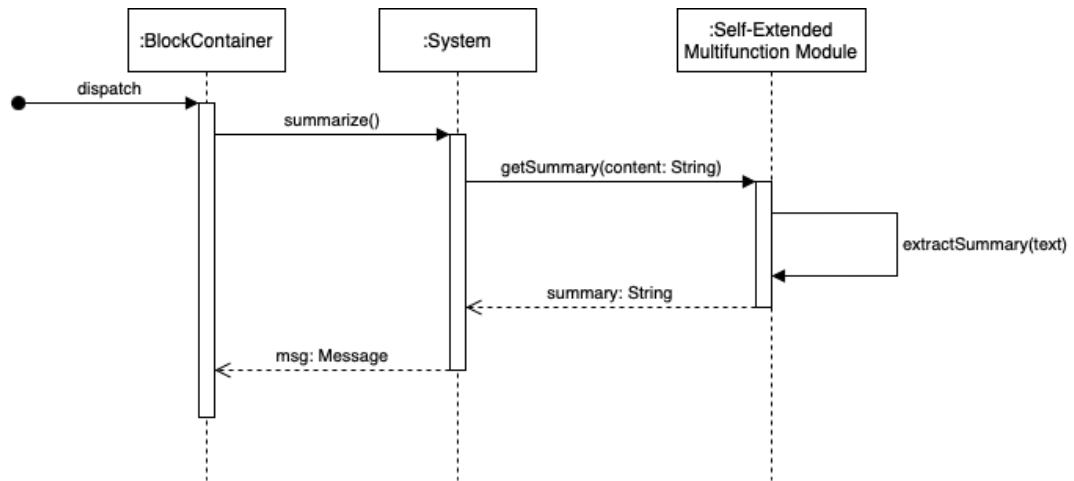 :BlockContainer
:System
:Self-Extended
Multifunction Module
dispatch
summarize()
getSummary(content: String)
extractSummary(text)
summary: String
msg: Message